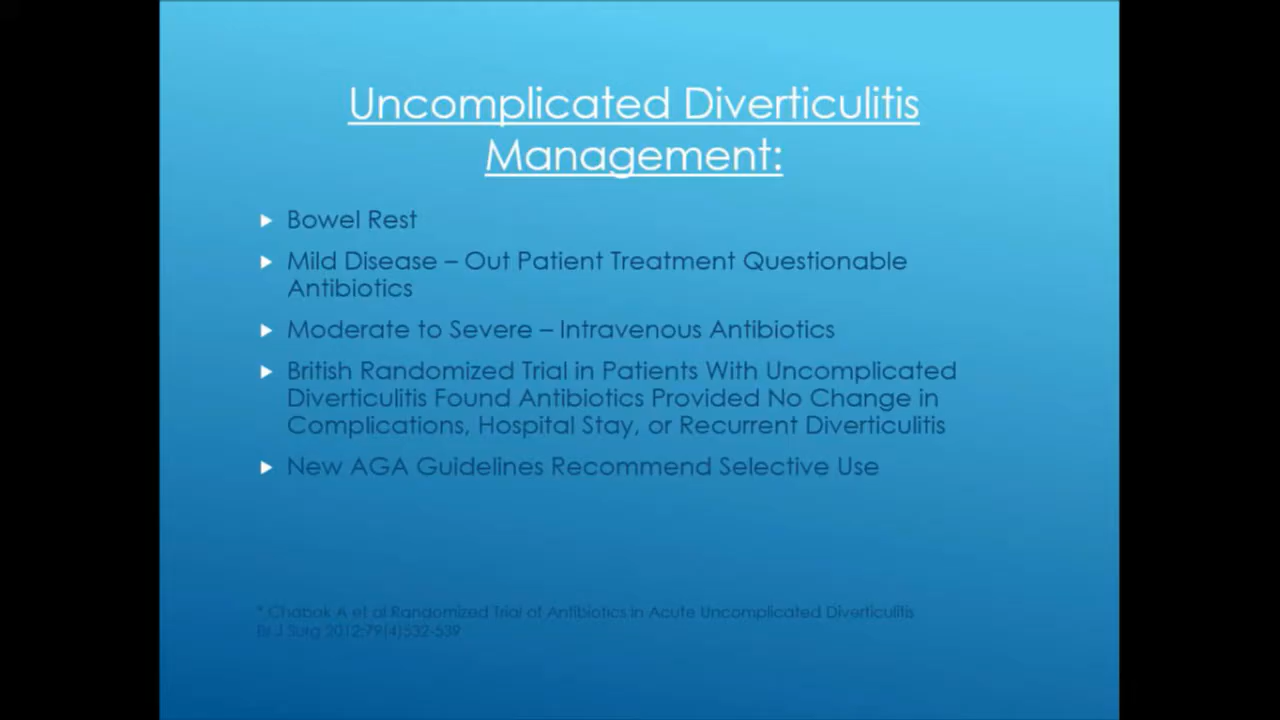 Uncomplicated Diverticulitis
Management:
Bowel Rest
Mild Disease – Out Patient Treatment Questionable
Antibiotics
Moderate to Severe – Intravenous Antibiotics
British Randomized Trial in Patients With Uncomplicated
Diverticulitis Found Antibiotics Provided No Change in
Complications, Hospital Stay, or Recurrent Diverticulitis
New AGA Guidelines Recommend Selective Use
* Chabok A et al Randomized Trial of Antibiotics in Acute Uncomplicated Diverticulitis
Br J Surg 2012;79(4)532-539